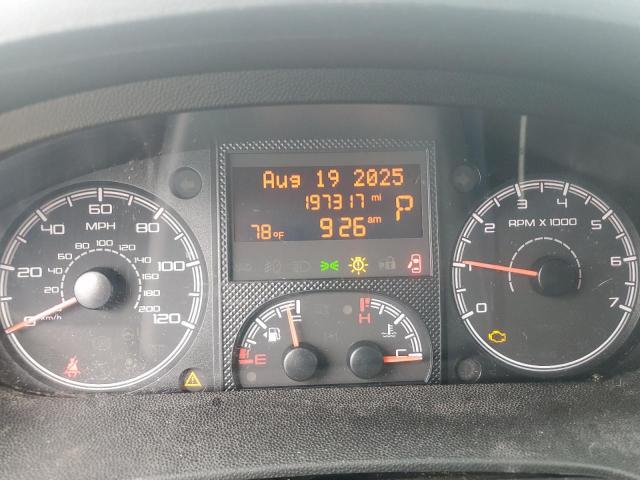 Aug 19 2025
197317 mi
P
78°F 9:26 am
0 20 40 60 80 100 120
MPH
20 40 60 80 100 120 140 160 200
km/h
E F
H C
0 1 2 3 4 5 6 7
RPM X 1000